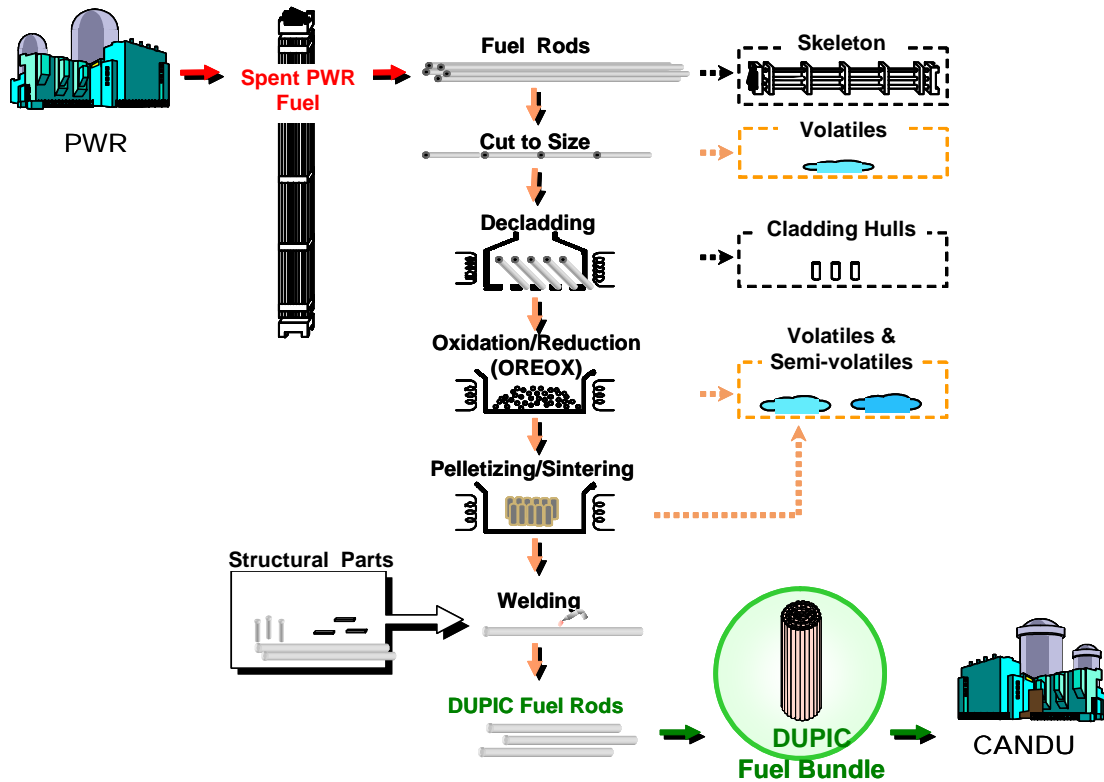 PWR
Spent PWR
Fuel
Fuel Rods
Skeleton
Cut to Size
Volatiles
Decladding
Cladding Hulls
Oxidation/Reduction
(OREOX)
Volatiles &
Semi-volatiles
Pelletizing/Sintering
Structural Parts
Welding
DUPIC Fuel Rods
DUPIC
Fuel Bundle
CANDU